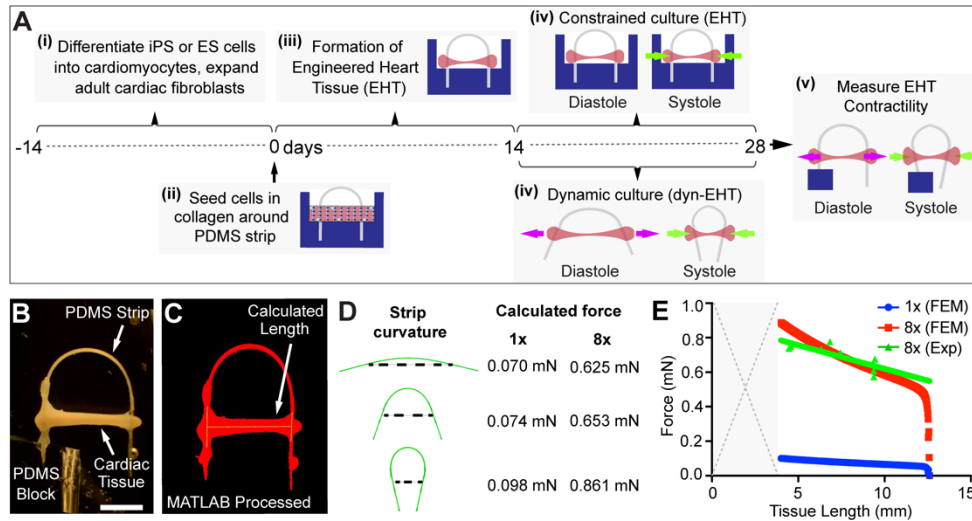 A
(i) Differentiate iPS or ES cells
into cardiomyocytes, expand
adult cardiac fibroblasts
(iii) Formation of
Engineered Heart
Tissue (EHT)
(iv) Constrained culture (EHT)
Diastole Systole
(v) Measure EHT
Contractility
Diastole Systole
-14 0 days 14 28
(ii) Seed cells in
collagen around
PDMS strip
(iv) Dynamic culture (dyn-EHT)
Diastole Systole
B
PDMS Strip
Cardiac
Tissue
PDMS
Block
C
Calculated
Length
MATLAB Processed
D
Strip
curvature
Calculated force
1x 8x
0.070 mN 0.625 mN
0.074 mN 0.653 mN
0.098 mN 0.861 mN
E
1x (FEM)
8x (FEM)
8x (Exp)
Force (mN)
1.0
0.8
0.6
0.4
0.2
0.0
0 5 10 15
Tissue Length (mm)